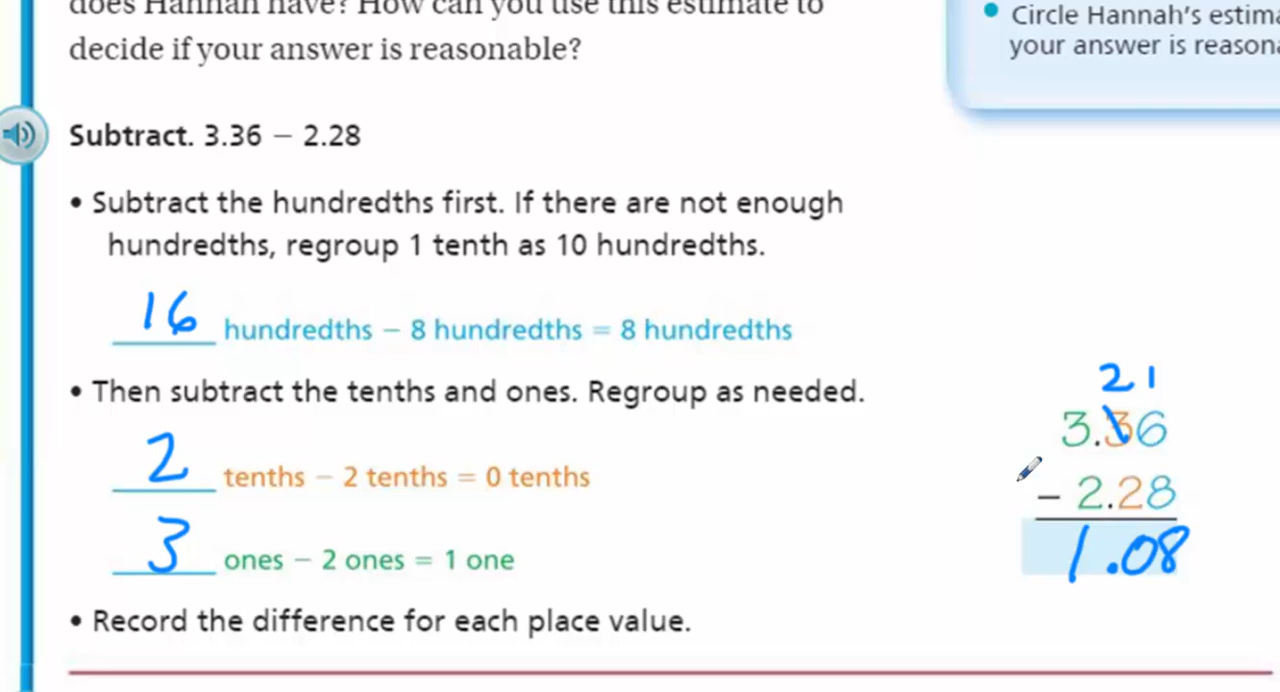 does Hannah have? How can you use this estimate to
decide if your answer is reasonable?
• Circle Hannah's
your answer is
Subtract. 3.36 − 2.28
• Subtract the hundredths first. If there are not enough
hundredths, regroup 1 tenth as 10 hundredths.
16 hundredths − 8 hundredths = 8 hundredths
• Then subtract the tenths and ones. Regroup as needed.
2 tenths − 2 tenths = 0 tenths
3 ones − 2 ones = 1 one
• Record the difference for each place value.
2 1
3.36
− 2.28
1.08